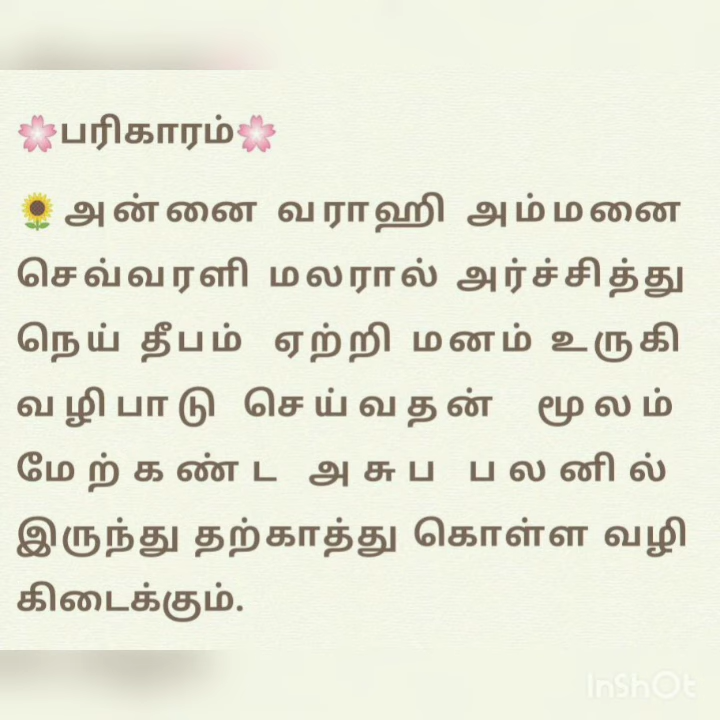 🌸பரிகாரம்🌸
🌻அன்னை வராஹி அம்மனை
செவ்வரளி மலரால் அர்ச்சித்து
நெய் தீபம் ஏற்றி மனம் உருகி
வழிபாடு செய்வதன் மூலம்
மேற்கண்ட அசுப பலனில்
இருந்து தற்காத்து கொள்ள வழி
கிடைக்கும்.
InShOt